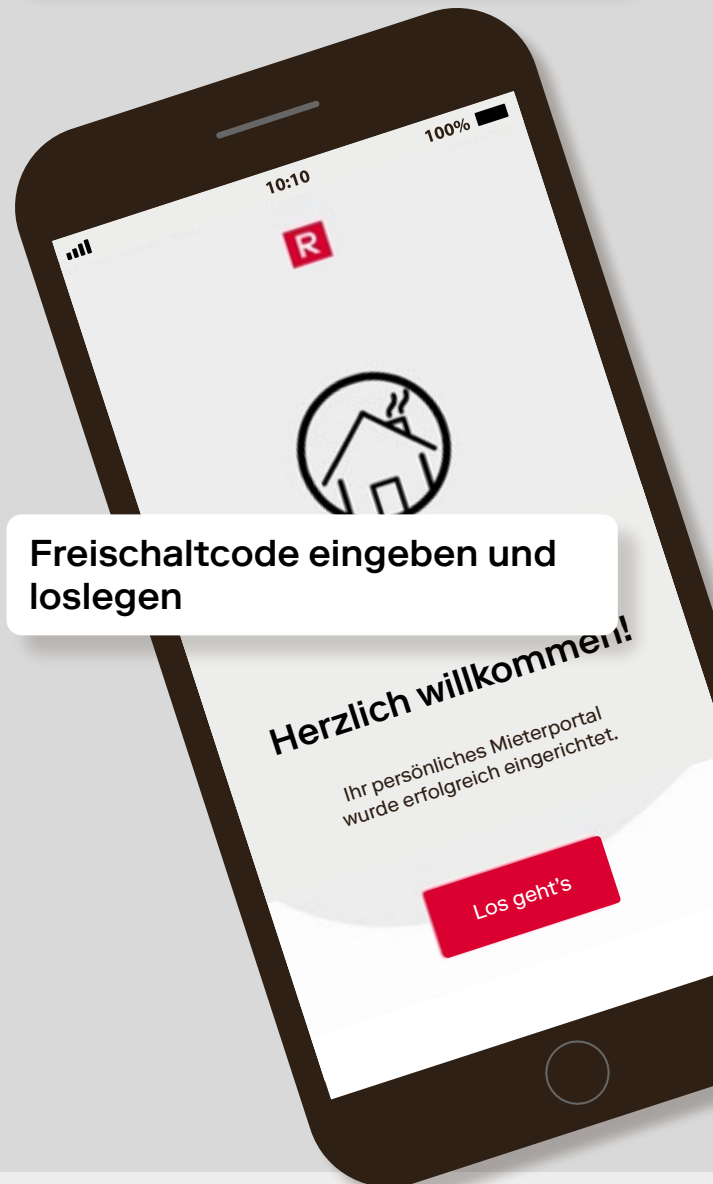 100%
10:10
R
Freischaltcode eingeben und
loslegen
Herzlich willkommen!
Ihr persönliches Mieterportal
wurde erfolgreich eingerichtet.
Los geht's